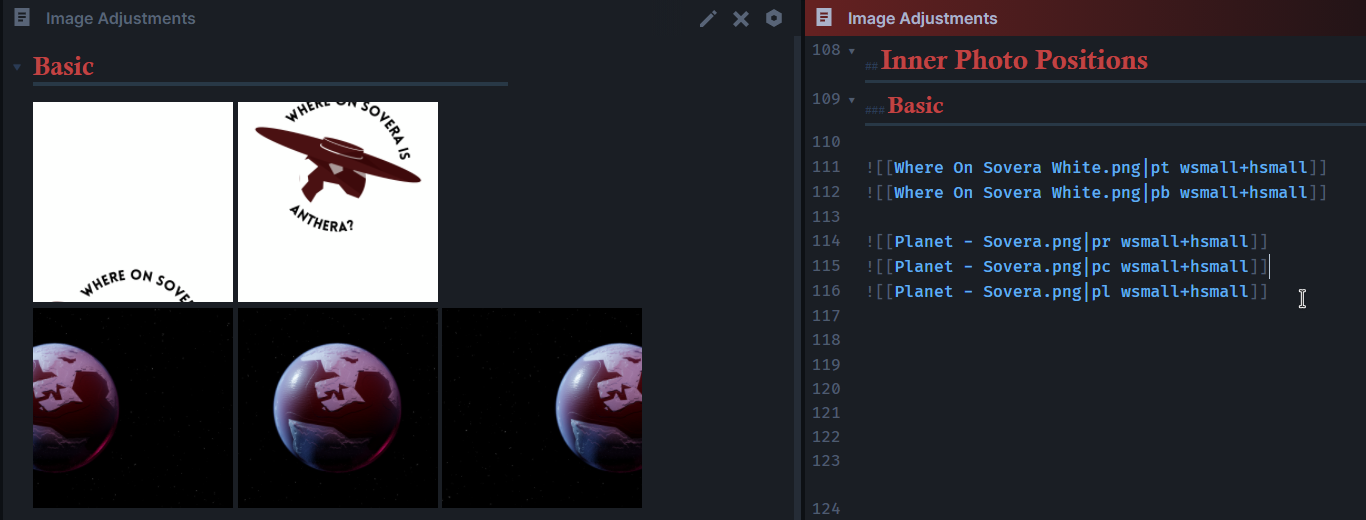 Image Adjustments
Basic
WHERE ON SOVERA IS
ANTHERA?
WHERE ON SOVE
Image Adjustments
108
## Inner Photo Positions
109
### Basic
110
111 ![[Where On Sovera White.png|pt wsmall+hsmall]]
112 ![[Where On Sovera White.png|pb wsmall+hsmall]]
113
114 ![[Planet - Sovera.png|pr wsmall+hsmall]]
115 ![[Planet - Sovera.png|pc wsmall+hsmall]]
116 ![[Planet - Sovera.png|pl wsmall+hsmall]]
117
118
119
120
121
122
123
124